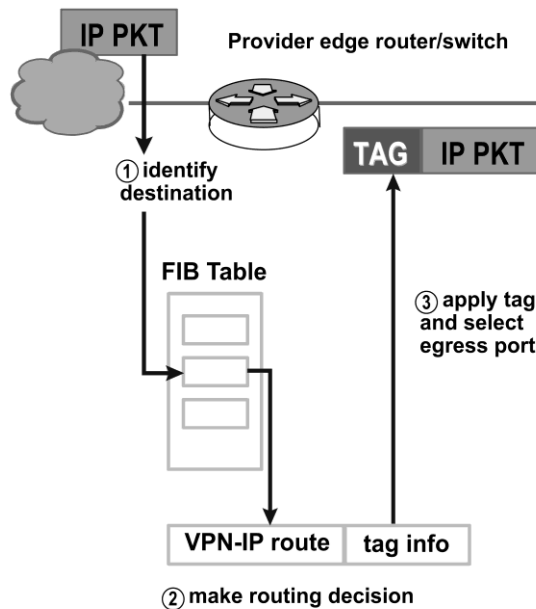 IP PKT
Provider edge router/switch
TAG IP PKT
① identify
destination
FIB Table
③ apply tag
and select
egress port
VPN-IP route tag info
② make routing decision